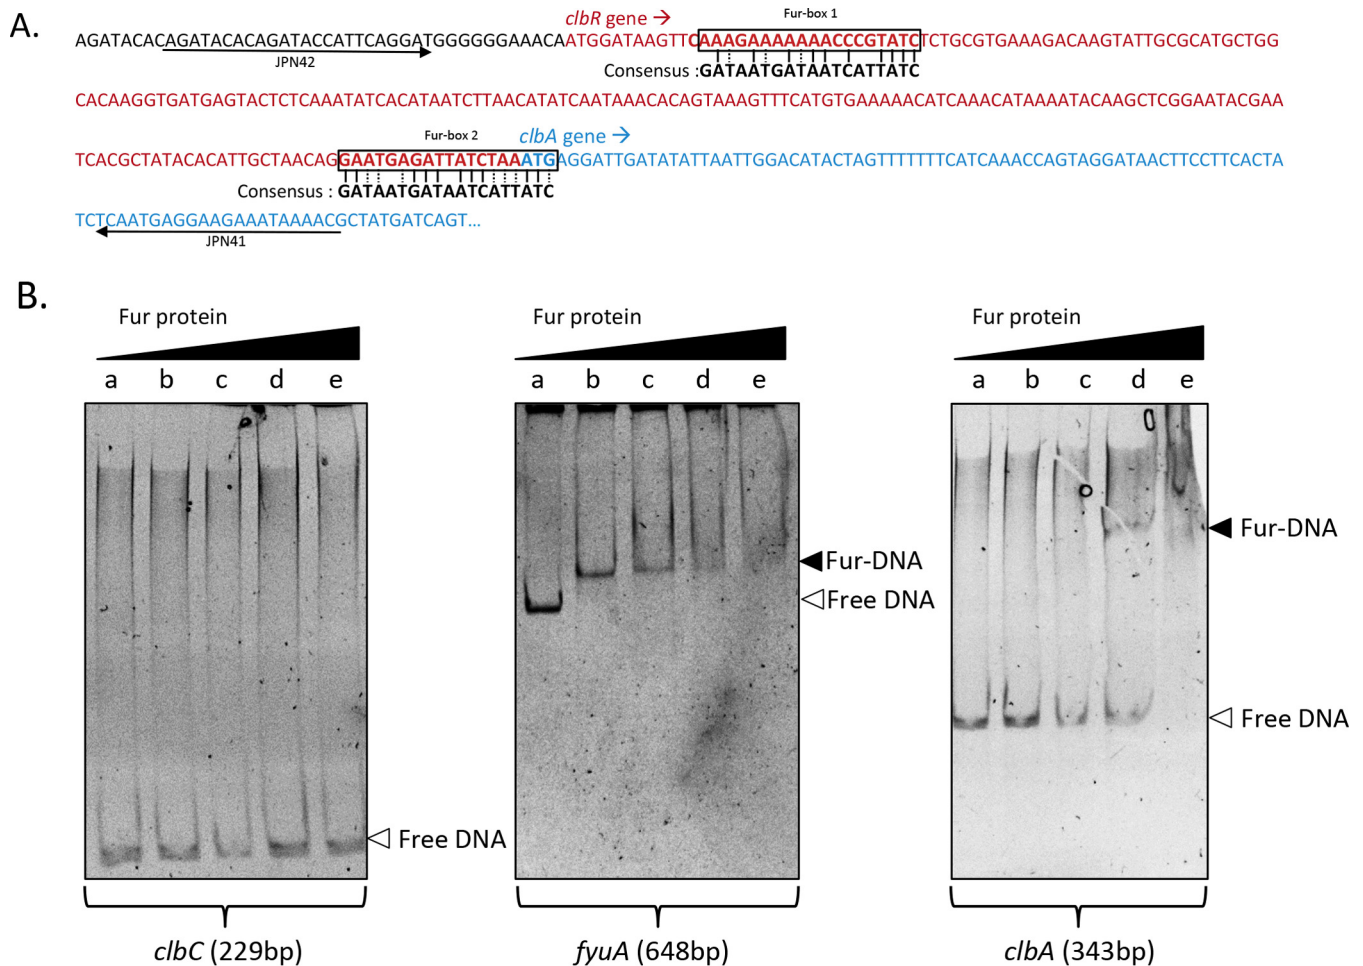 A.
clbR gene →
Fur-box 1
AGATACACAGATACACAGATACCATTCAGGATGGGGGGAAACAATGGATAAGTTCAAAGAAAAAAACCCGTATCTCTGCGTGAAAGACAAGTATTGCGCATGCTGG
JPN42
Consensus : GATAATGATAATCATTATC
CACAAGGTGATGAGTACTCTCAAATATCACATAATCTTAACATATCAATAAACACAGTAAAGTTTCATGTGAAAAACATCAAACATAAAATACAAGCTCGGAATACGAA
Fur-box 2
clbA gene →
TCACGCTATACACATTGCTAACAGGAATGAGATTATCTAAATGAGGATTGATATATTAATTGGACATACTAGTTTTTTTCATCAAACCAGTAGGATAACTTCCTTCACTA
Consensus : GATAATGATAATCATTATC
TCTCAATGAGGAAGAAATAAAACGCTATGATCAGT...
JPN41
B.
Fur protein
a b c d e
Free DNA
clbC (229bp)
Fur protein
a b c d e
Fur-DNA
Free DNA
fyuA (648bp)
Fur protein
a b c d e
Fur-DNA
Free DNA
clbA (343bp)